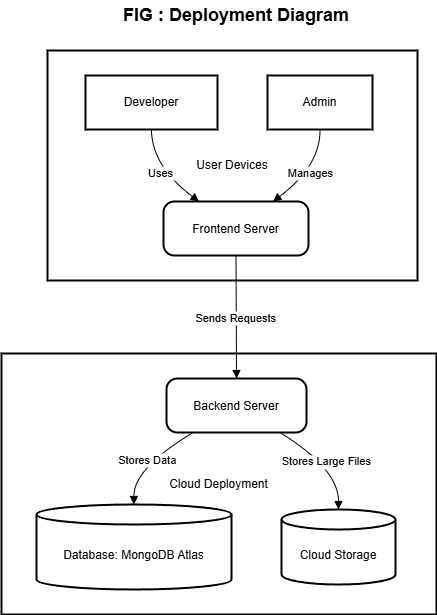 FIG : Deployment Diagram
Developer
Admin
User Devices
Uses
Manages
Frontend Server
Sends Requests
Backend Server
Stores Data
Stores Large Files
Cloud Deployment
Database: MongoDB Atlas
Cloud Storage